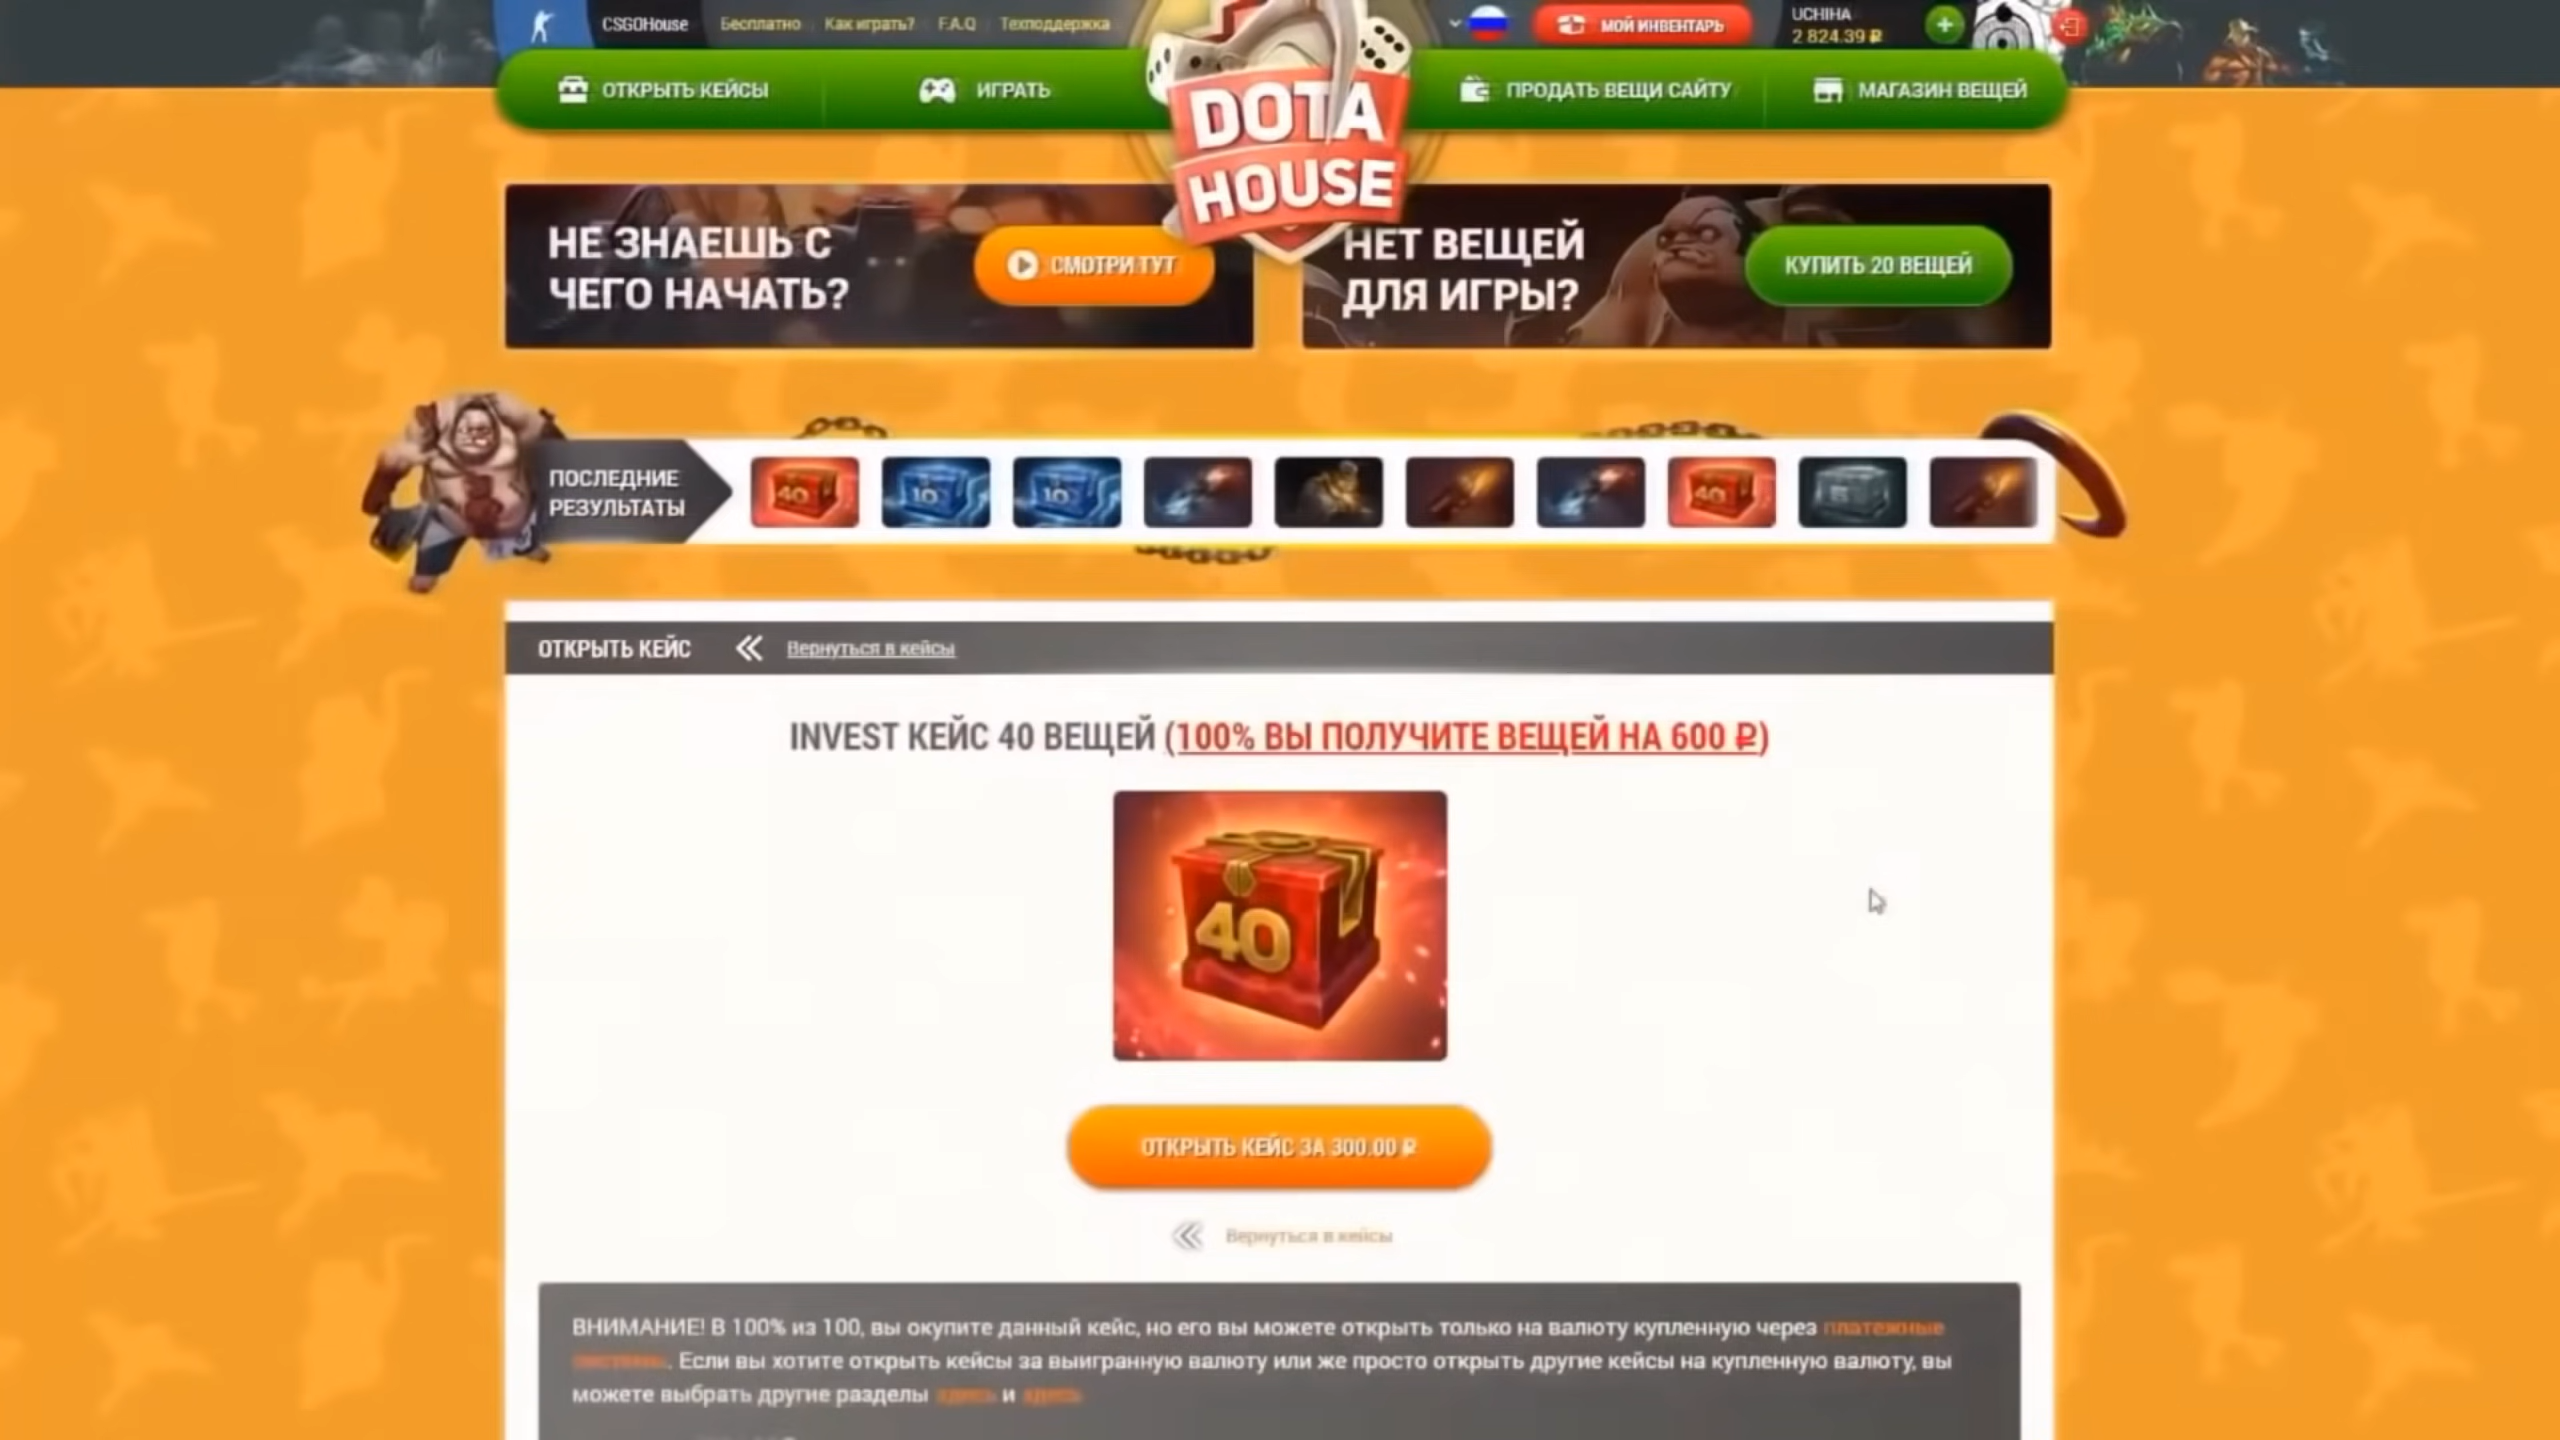 CSGOHouse Бесплатно Как играть? F.A.Q Техподдержка
МОЙ ИНВЕНТАРЬ
UCHIHA
2 824.39 ₽
ОТКРЫТЬ КЕЙСЫ
ИГРАТЬ
DOTA
HOUSE
ПРОДАТЬ ВЕЩИ САЙТУ
МАГАЗИН ВЕЩЕЙ
НЕ ЗНАЕШЬ С
ЧЕГО НАЧАТЬ?
СМОТРИ ТУТ
НЕТ ВЕЩЕЙ
ДЛЯ ИГРЫ?
КУПИТЬ 20 ВЕЩЕЙ
ПОСЛЕДНИЕ
РЕЗУЛЬТАТЫ
40
10
10
40
5
ОТКРЫТЬ КЕЙС
Вернуться в кейсы
INVEST КЕЙС 40 ВЕЩЕЙ (100% ВЫ ПОЛУЧИТЕ ВЕЩЕЙ НА 600 ₽)
40
ОТКРЫТЬ КЕЙС ЗА 300.00 ₽
Вернуться в кейсы
ВНИМАНИЕ! В 100% из 100, вы окупите данный кейс, но его вы можете открыть только на валюту купленную через платежные
системы. Если вы хотите открыть кейсы за выигранную валюту или же просто открыть другие кейсы на купленную валюту, вы
можете выбрать другие разделы здесь и здесь